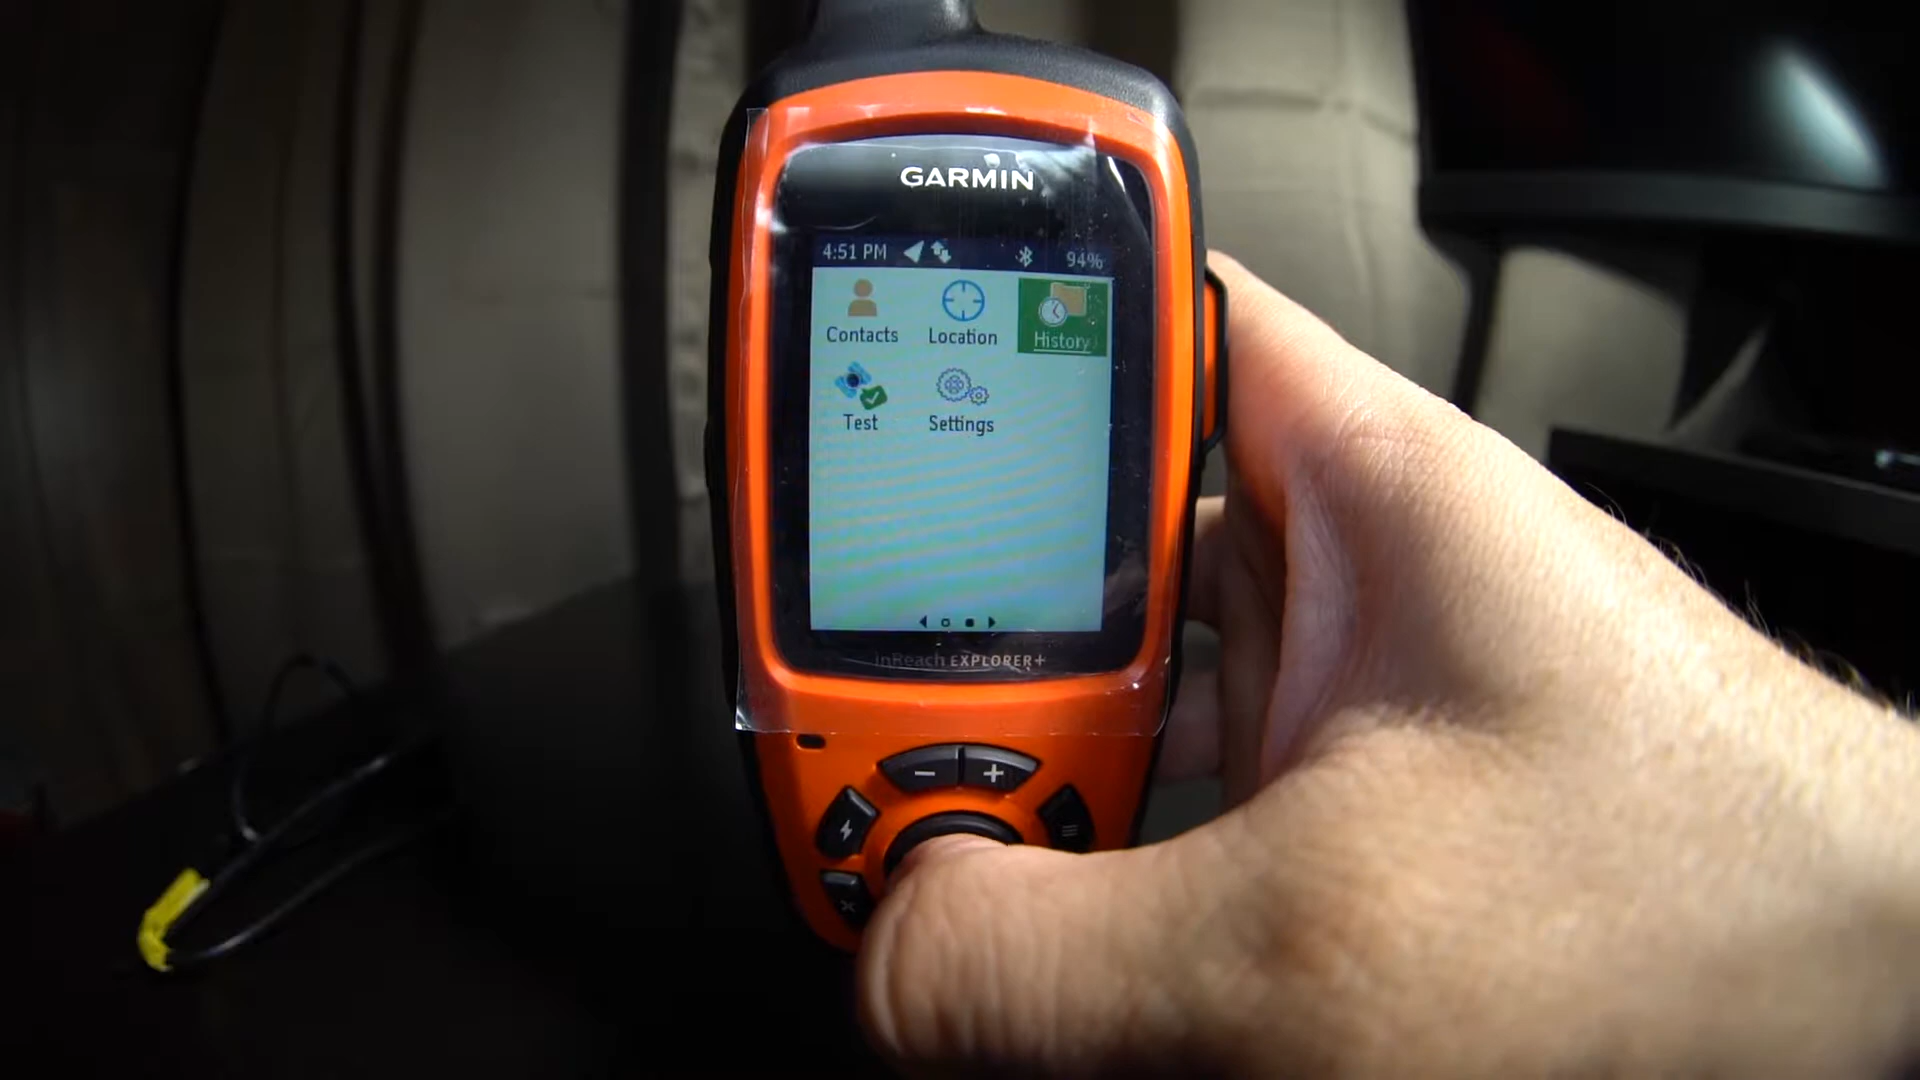 GARMIN
4:51 PM 94%
Contacts Location History
Test Settings
inReach EXPLORER+
− +